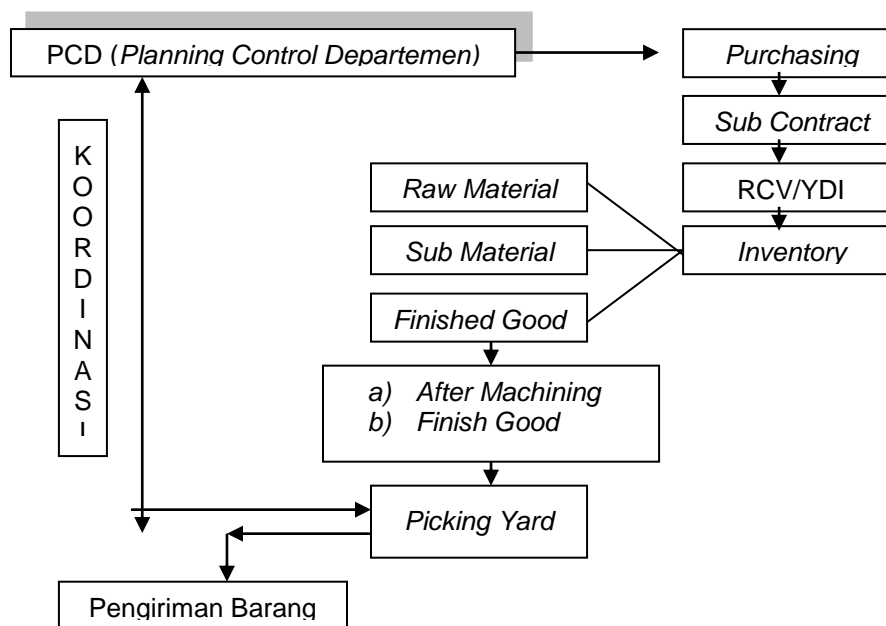 PCD (Planning Control Departemen)
Purchasing
Sub Contract
RCV/YDI
Inventory
KOORDINASI
Raw Material
Sub Material
Finished Good
a) After Machining
b) Finish Good
Picking Yard
Pengiriman Barang